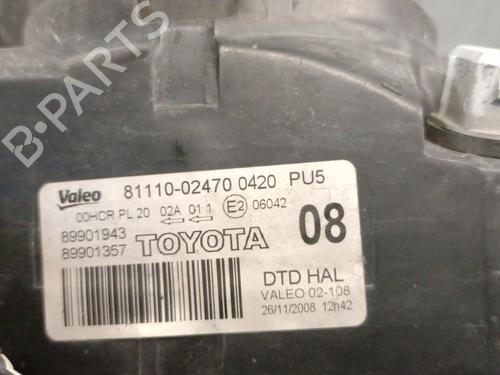 B-PARTS
Valeo 81110-02470 0420 PU5
00HCR PL 20 02A 01 1 E2 06042
89901943
89901357 TOYOTA 08
DTD HAL
VALEO 02-108
26/11/2008 12h42